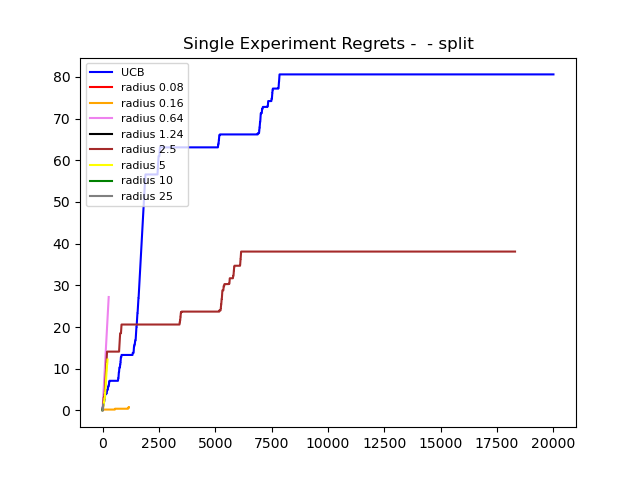 Single Experiment Regrets -  - split
UCB
radius 0.08
radius 0.16
radius 0.64
radius 1.24
radius 2.5
radius 5
radius 10
radius 25
80
70
60
50
40
30
20
10
0
0 2500 5000 7500 10000 12500 15000 17500 20000